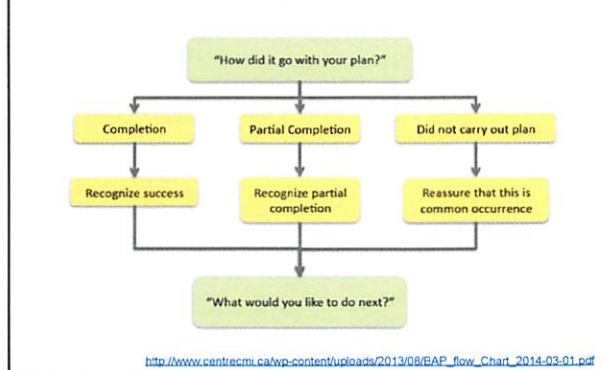 "How did it go with your plan?"
Completion
Partial Completion
Did not carry out plan
Recognize success
Recognize partial
completion
Reassure that this is
common occurrence
"What would you like to do next?"
http://www.centrecmi.ca/wp-content/uploads/2013/08/BAP_flow_Chart_2014-03-01.pdf